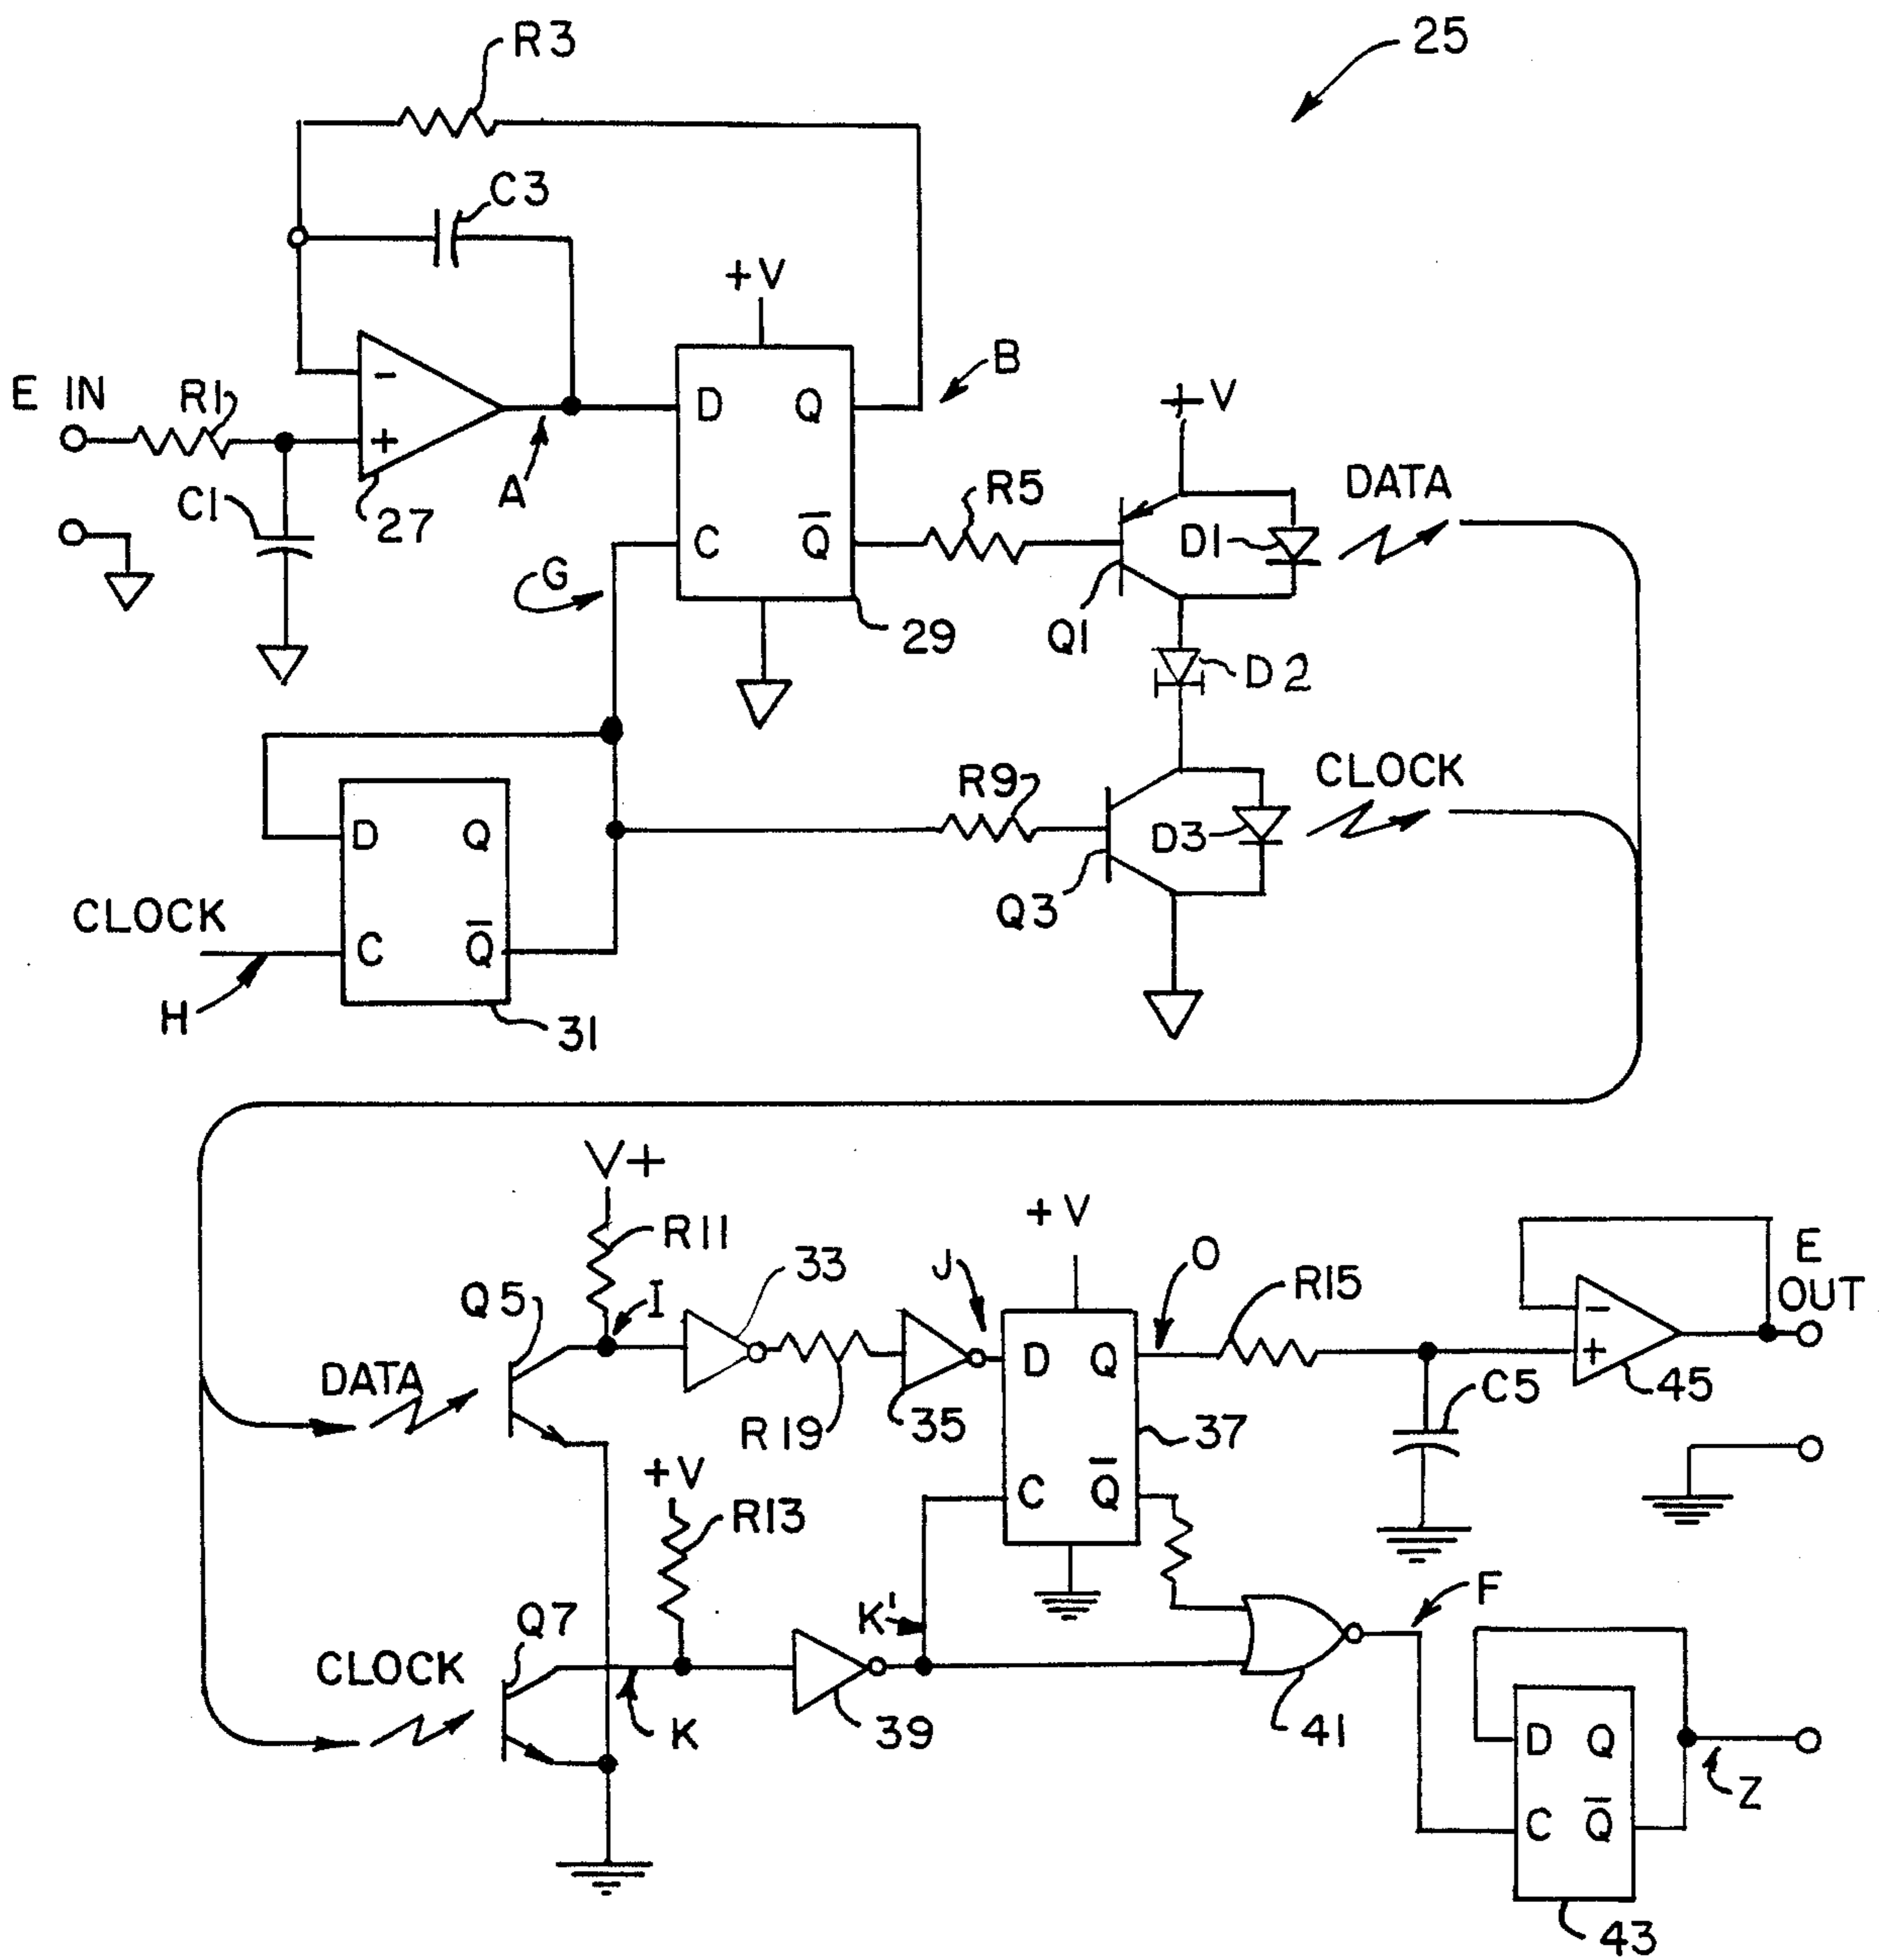 R3
25
C3
+V
B
E IN
R1
-
+
D Q
C Q̅
A
C1
27
G
29
R5
+V
DATA
D1
Q1
D2
R9
CLOCK
D3
Q3
D Q
C Q̅
CLOCK
H
31
V+
R11
33
+V
J
O
R15
E
OUT
Q5
I
-
+
DATA
R19
35
D Q
C Q̅
37
C5
45
+V
R13
K'
F
Q7
CLOCK
K
39
41
D Q
C Q̅
Z
43